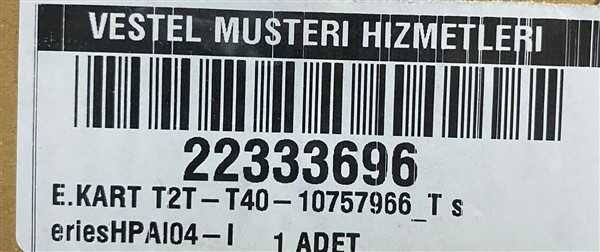 VESTEL MUSTERI HIZMETLERI
22333696
E.KART T2T-T40-10757966_T s
eriesHPAI04-I 1 ADET